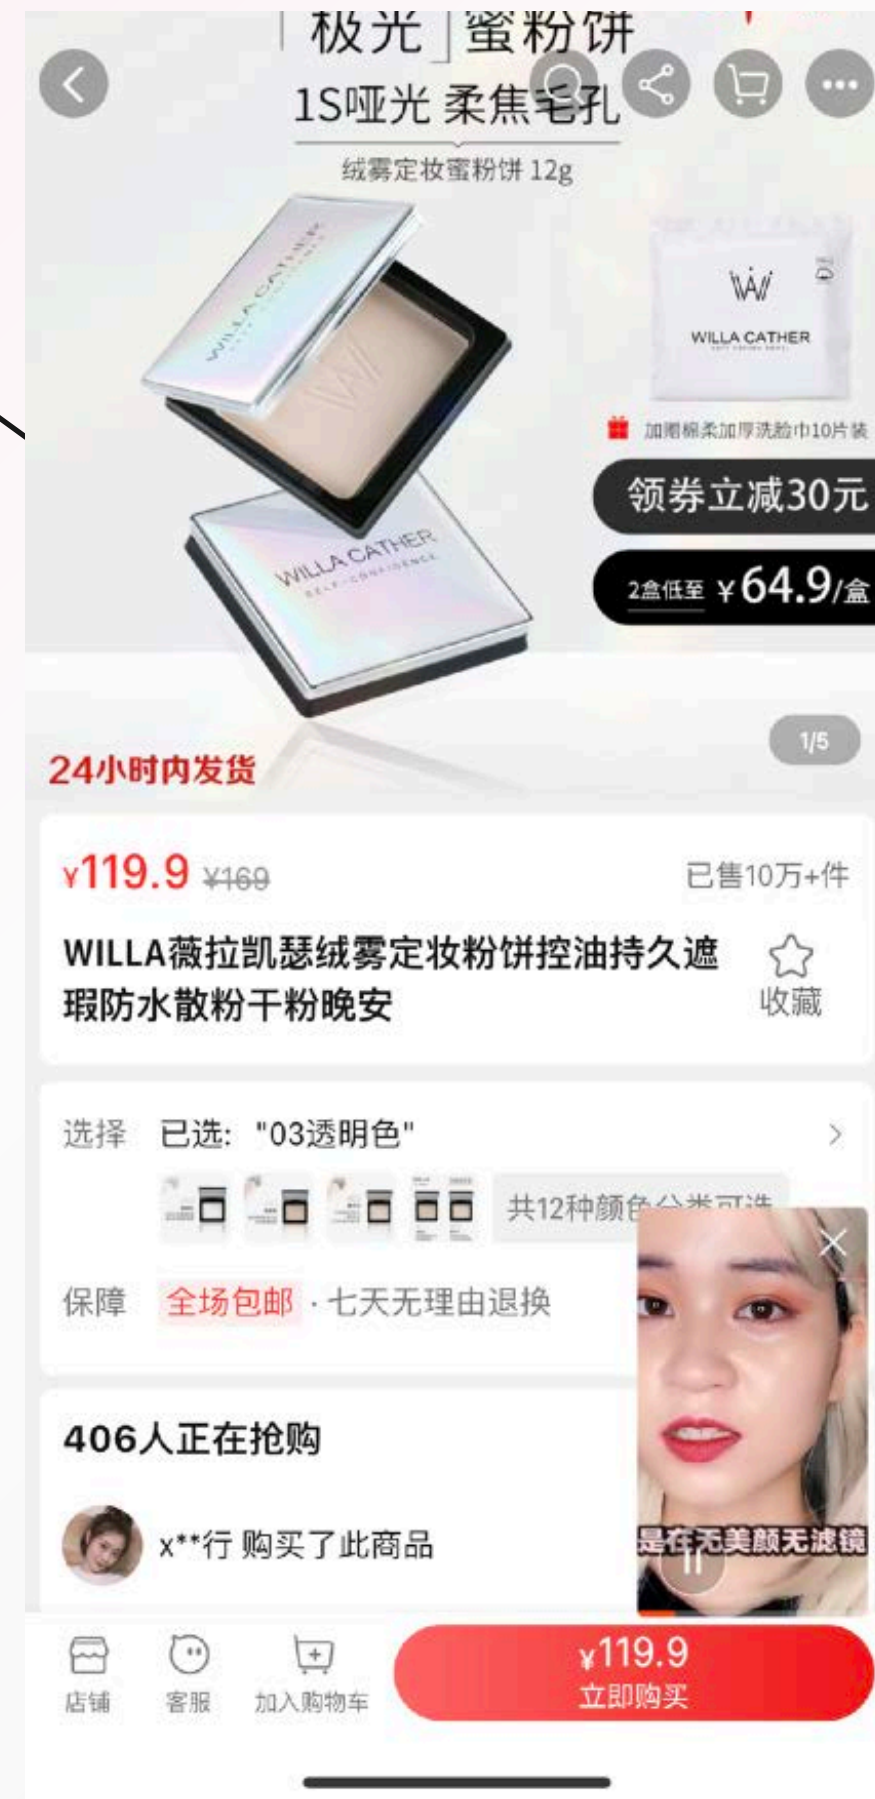 极光 蜜粉饼
1S哑光 柔焦毛孔
绒雾定妆蜜粉饼 12g
WILLA CATHER
WILLA CATHER
加赠棉柔加厚洗脸巾10片装
领券立减30元
WILLA CATHER
SELF-CONFIDENCE
2盒低至 ¥64.9/盒
1/5
24小时内发货
¥119.9 ¥169
已售10万+件
WILLA薇拉凯瑟绒雾定妆粉饼控油持久遮
瑕防水散粉干粉晚安
收藏
选择 已选: "03透明色"
共12种颜色分类可选
保障 全场包邮 · 七天无理由退换
406人正在抢购
x**行 购买了此商品
是在无美颜无滤镜
店铺
客服
加入购物车
¥119.9
立即购买